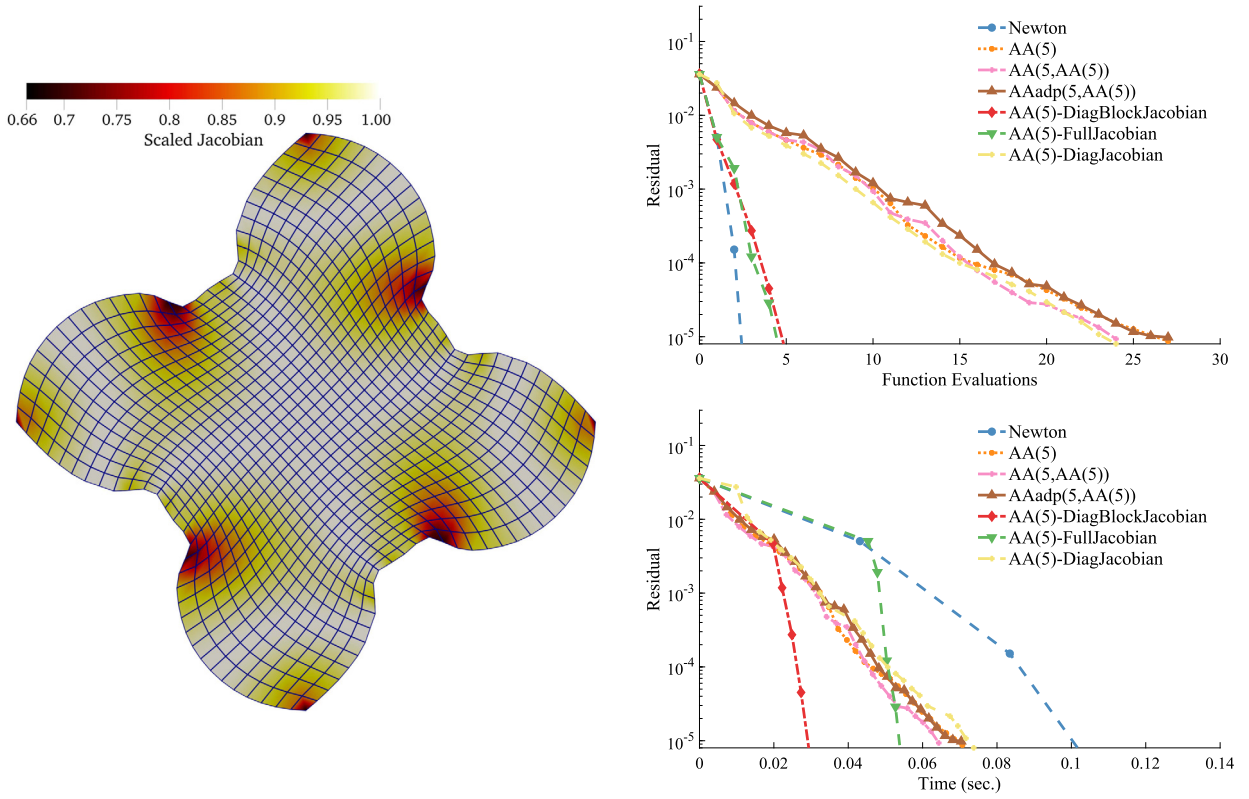 0.66 0.7 0.75 0.8 0.85 0.9 0.95 1.00
Scaled Jacobian
10-1
10-2
10-3
10-4
10-5
Residual
Newton
AA(5)
AA(5,AA(5))
AAadp(5,AA(5))
AA(5)-DiagBlockJacobian
AA(5)-FullJacobian
AA(5)-DiagJacobian
0 5 10 15 20 25 30
Function Evaluations
10-1
10-2
10-3
10-4
10-5
Residual
Newton
AA(5)
AA(5,AA(5))
AAadp(5,AA(5))
AA(5)-DiagBlockJacobian
AA(5)-FullJacobian
AA(5)-DiagJacobian
0 0.02 0.04 0.06 0.08 0.1 0.12 0.14
Time (sec.)